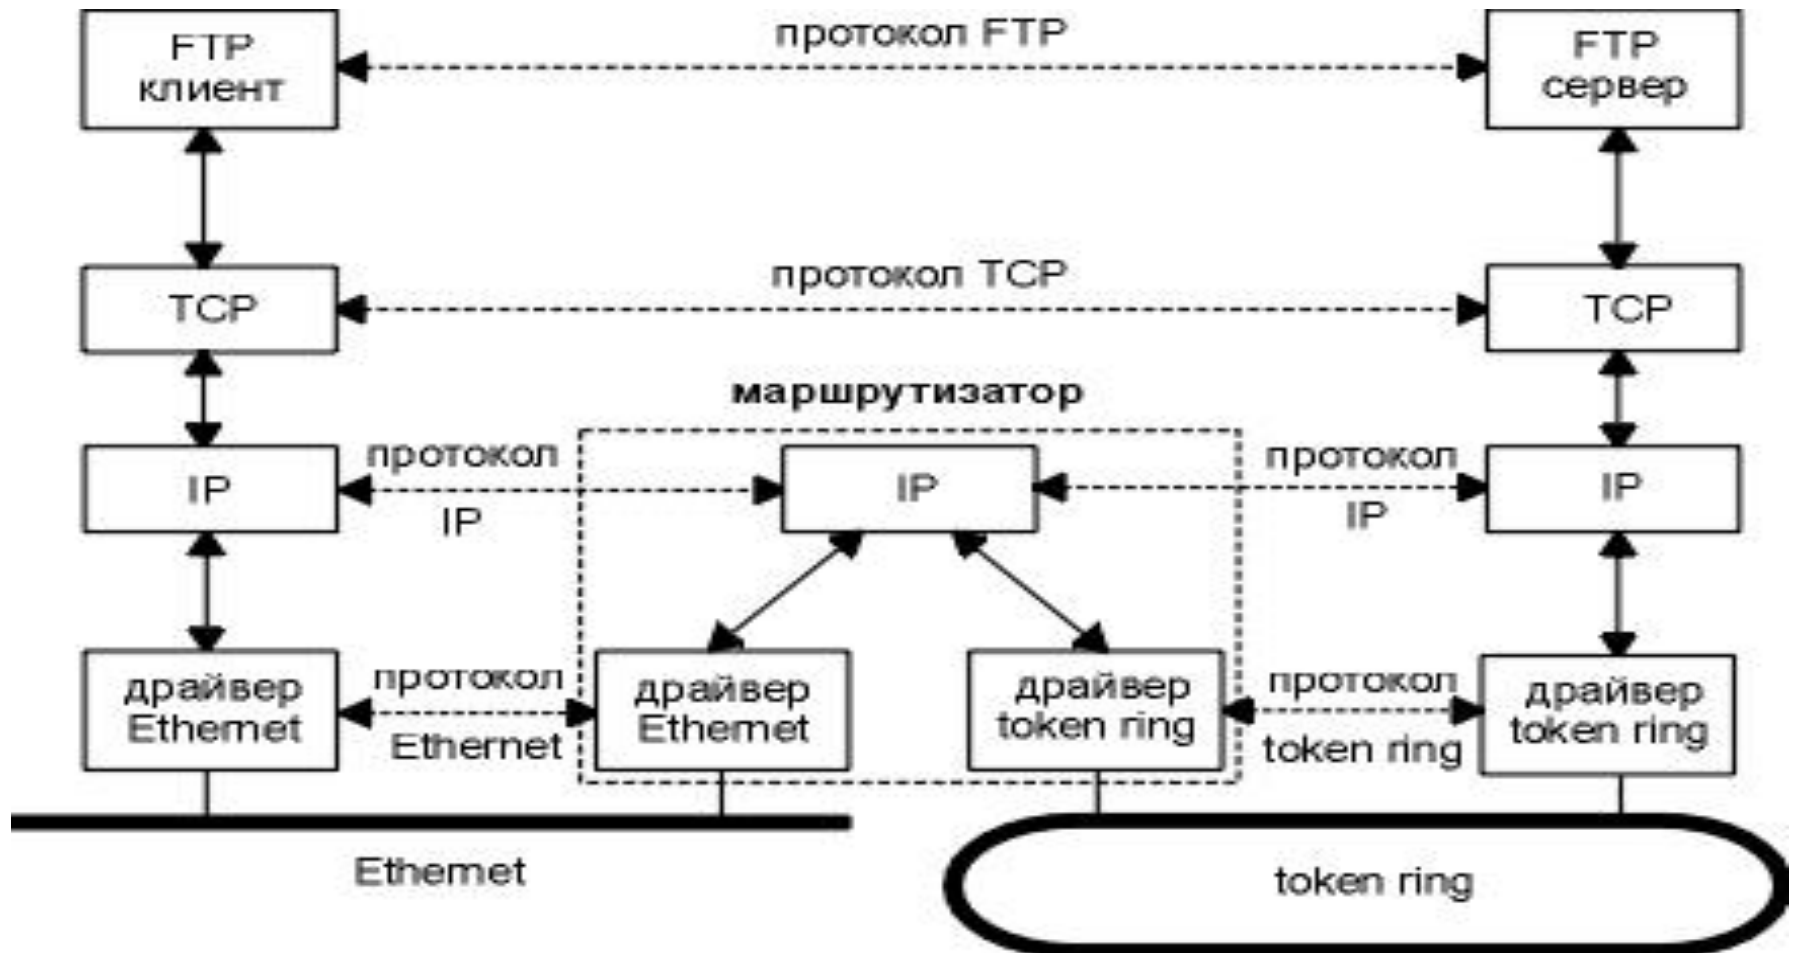 протокол FTP
FTP
клиент
FTP
сервер
протокол TCP
TCP
TCP
маршрутизатор
протокол
IP
протокол
IP
IP
IP
IP
драйвер
Ethernet
протокол
Ethernet
драйвер
Ethernet
драйвер
token ring
протокол
token ring
драйвер
token ring
Ethernet
token ring